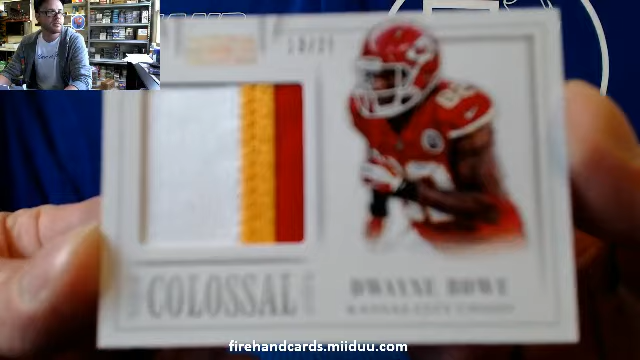 COLOSSAL
DWAYNE BOWE
KANSAS CITY CHIEFS
firehandcards.miiduu.com